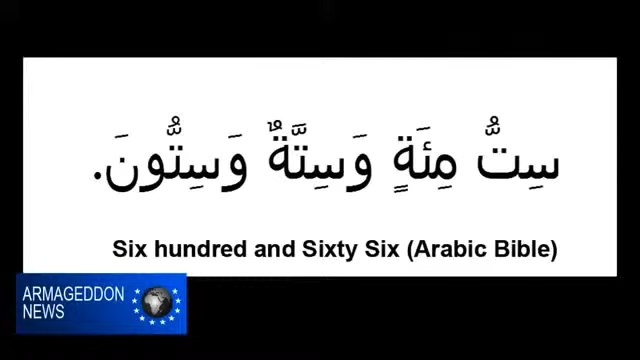 سِتُّ مِئَةٍ وَسِتَّةٌ وَسِتُّونَ.
Six hundred and Sixty Six (Arabic Bible)
ARMAGEDDON
NEWS